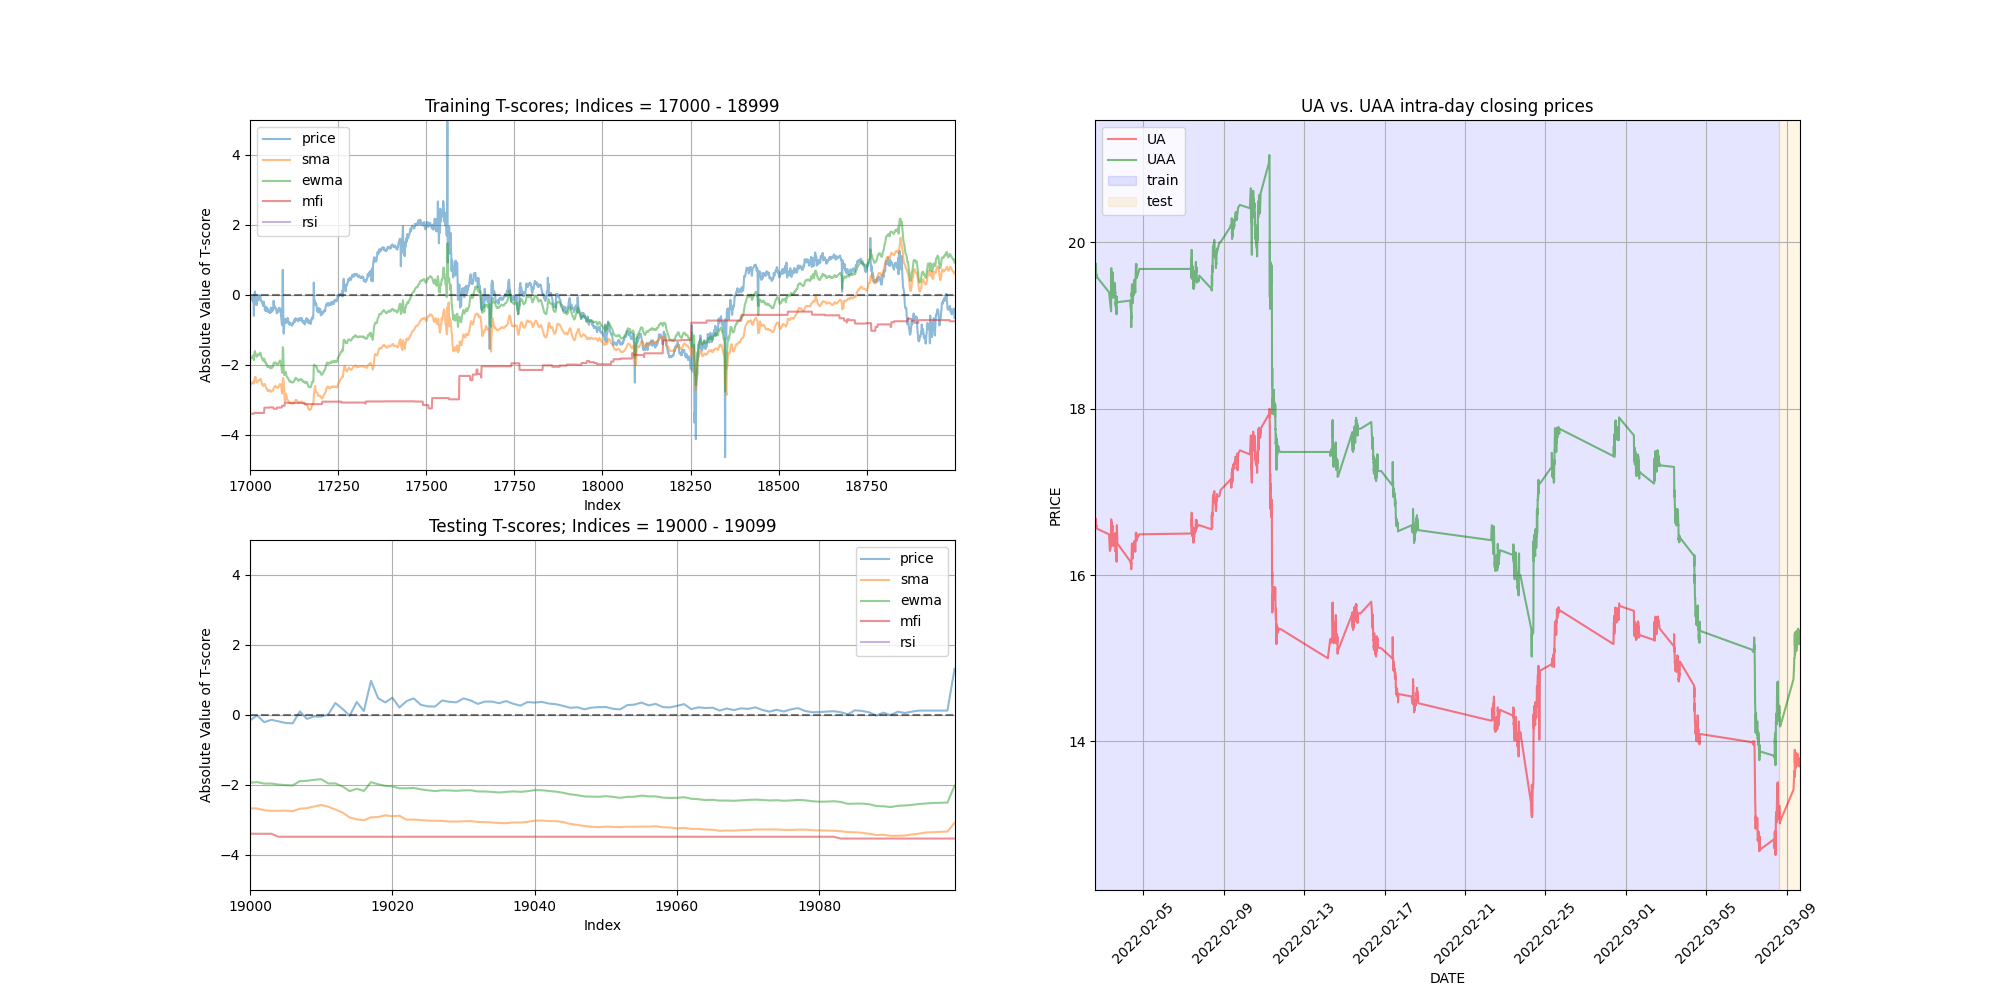 Training T-scores; Indices = 17000 - 18999
price
sma
ewma
mfi
rsi
Absolute Value of T-score
4
2
0
−2
−4
17000 17250 17500 17750 18000 18250 18500 18750
Index
Testing T-scores; Indices = 19000 - 19099
price
sma
ewma
mfi
rsi
Absolute Value of T-score
4
2
0
−2
−4
19000 19020 19040 19060 19080
Index
UA vs. UAA intra-day closing prices
UA
UAA
train
test
PRICE
20
18
16
14
2022-02-05 2022-02-09 2022-02-13 2022-02-17 2022-02-21 2022-02-25 2022-03-01 2022-03-05 2022-03-09
DATE